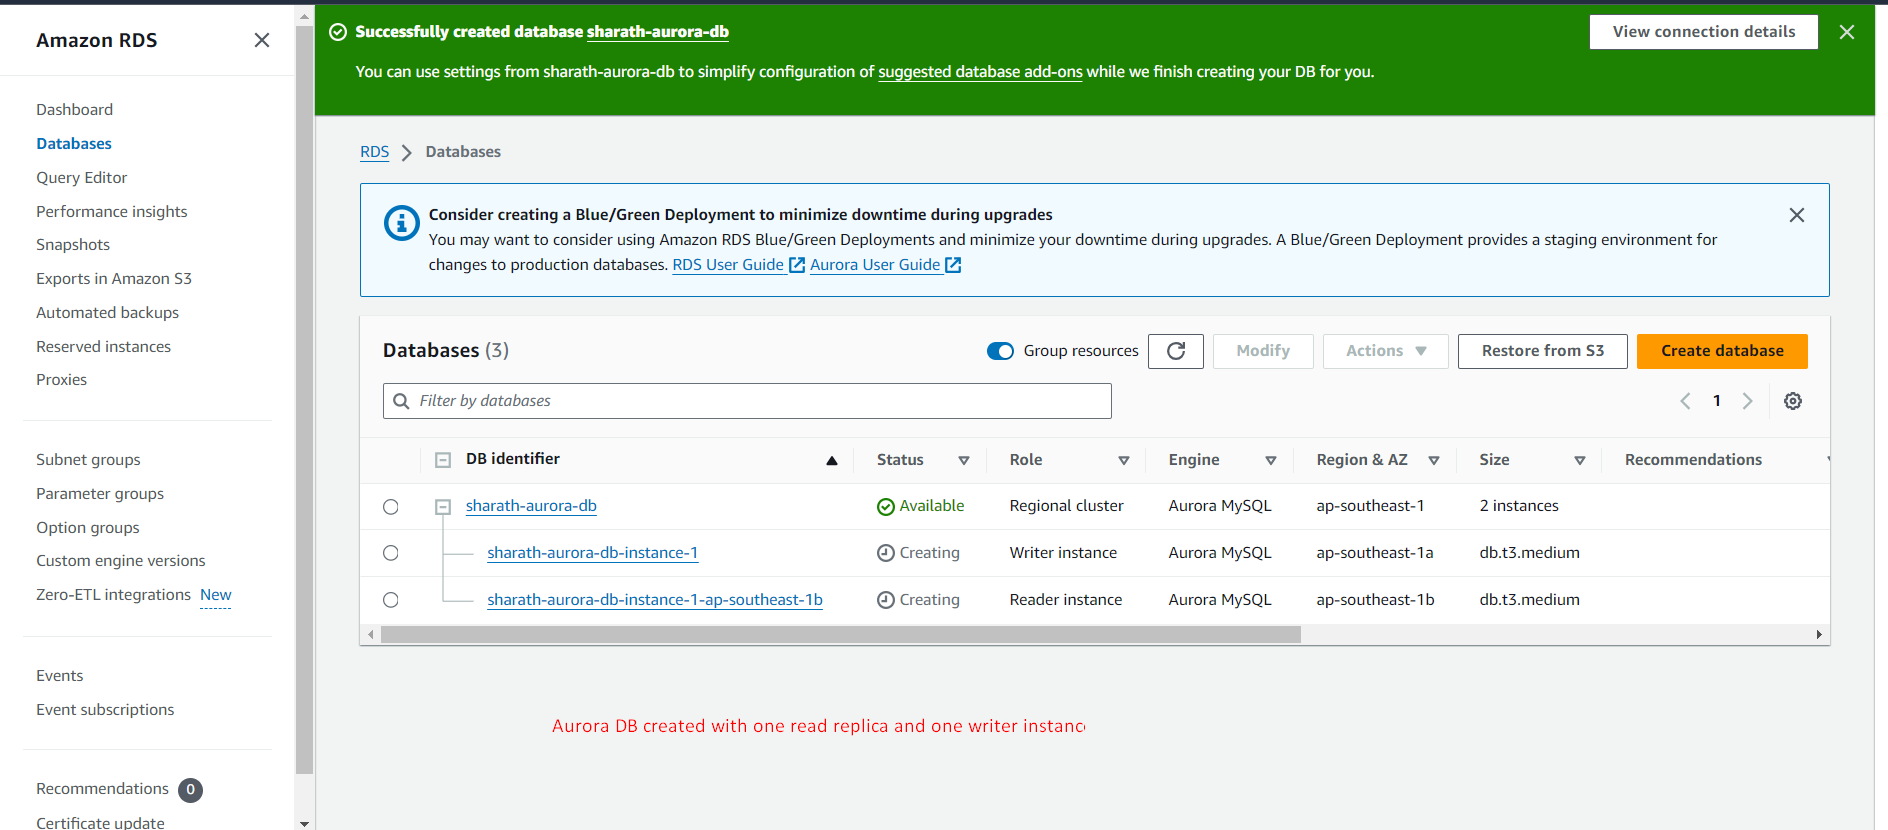 Amazon RDS
Dashboard
Databases
Query Editor
Performance insights
Snapshots
Exports in Amazon S3
Automated backups
Reserved instances
Proxies
Subnet groups
Parameter groups
Option groups
Custom engine versions
Zero-ETL integrations New
Events
Event subscriptions
Recommendations 0
Certificate update
Successfully created database sharath-aurora-db
View connection details
You can use settings from sharath-aurora-db to simplify configuration of suggested database add-ons while we finish creating your DB for you.
RDS > Databases
Consider creating a Blue/Green Deployment to minimize downtime during upgrades
You may want to consider using Amazon RDS Blue/Green Deployments and minimize your downtime during upgrades. A Blue/Green Deployment provides a staging environment for
changes to production databases. RDS User Guide Aurora User Guide
Databases (3) Group resources Modify Actions Restore from S3 Create database
Filter by databases 1
DB identifier Status Role Engine Region & AZ Size Recommendations
sharath-aurora-db Available Regional cluster Aurora MySQL ap-southeast-1 2 instances
sharath-aurora-db-instance-1 Creating Writer instance Aurora MySQL ap-southeast-1a db.t3.medium
sharath-aurora-db-instance-1-ap-southeast-1b Creating Reader instance Aurora MySQL ap-southeast-1b db.t3.medium
Aurora DB created with one read replica and one writer instanc